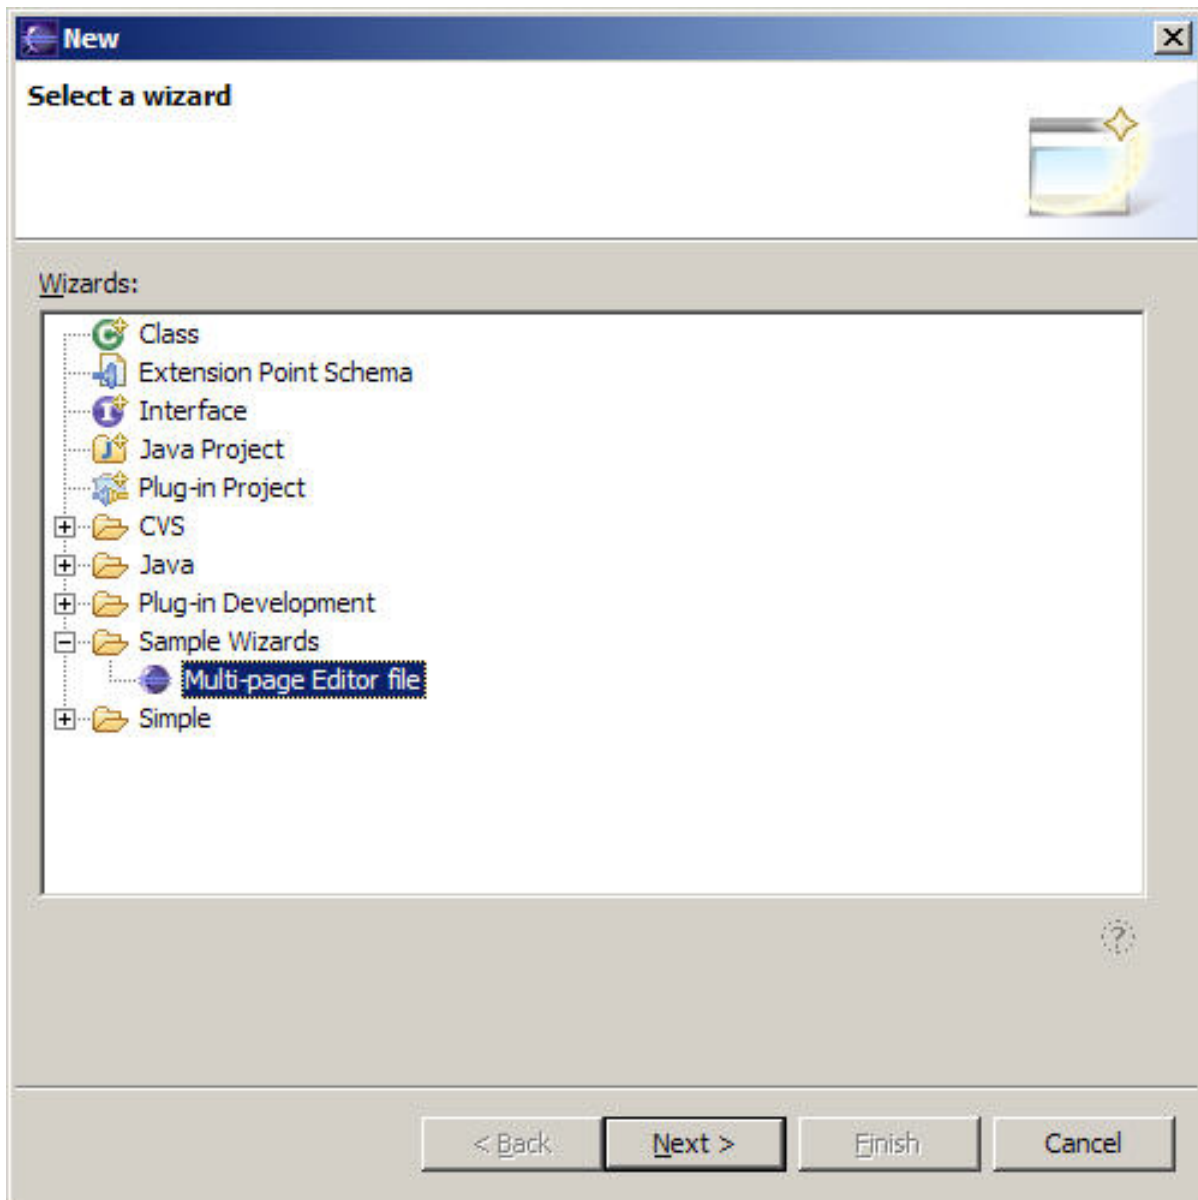 New
Select a wizard
Wizards:
Class
Extension Point Schema
Interface
Java Project
Plug-in Project
CVS
Java
Plug-in Development
Sample Wizards
Multi-page Editor file
Simple
?
< Back Next > Finish Cancel